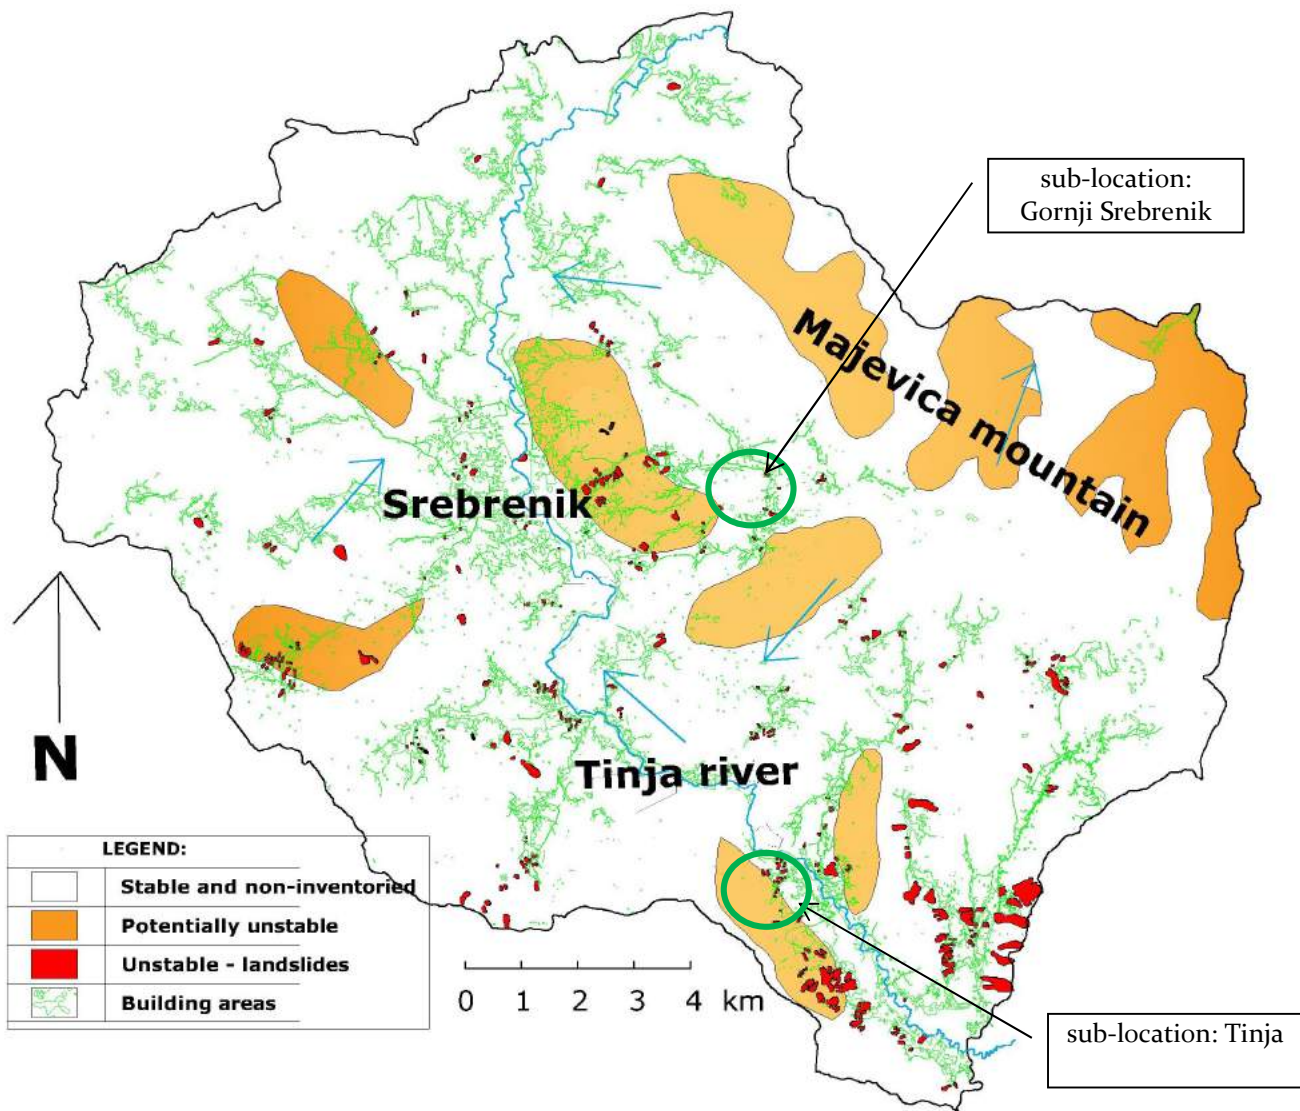 sub-location:
Gornji Srebrenik
Majevica mountain
Srebrenik
N
Tinja river
LEGEND:
Stable and non-inventoried
Potentially unstable
Unstable - landslides
Building areas
0 1 2 3 4 km
sub-location: Tinja